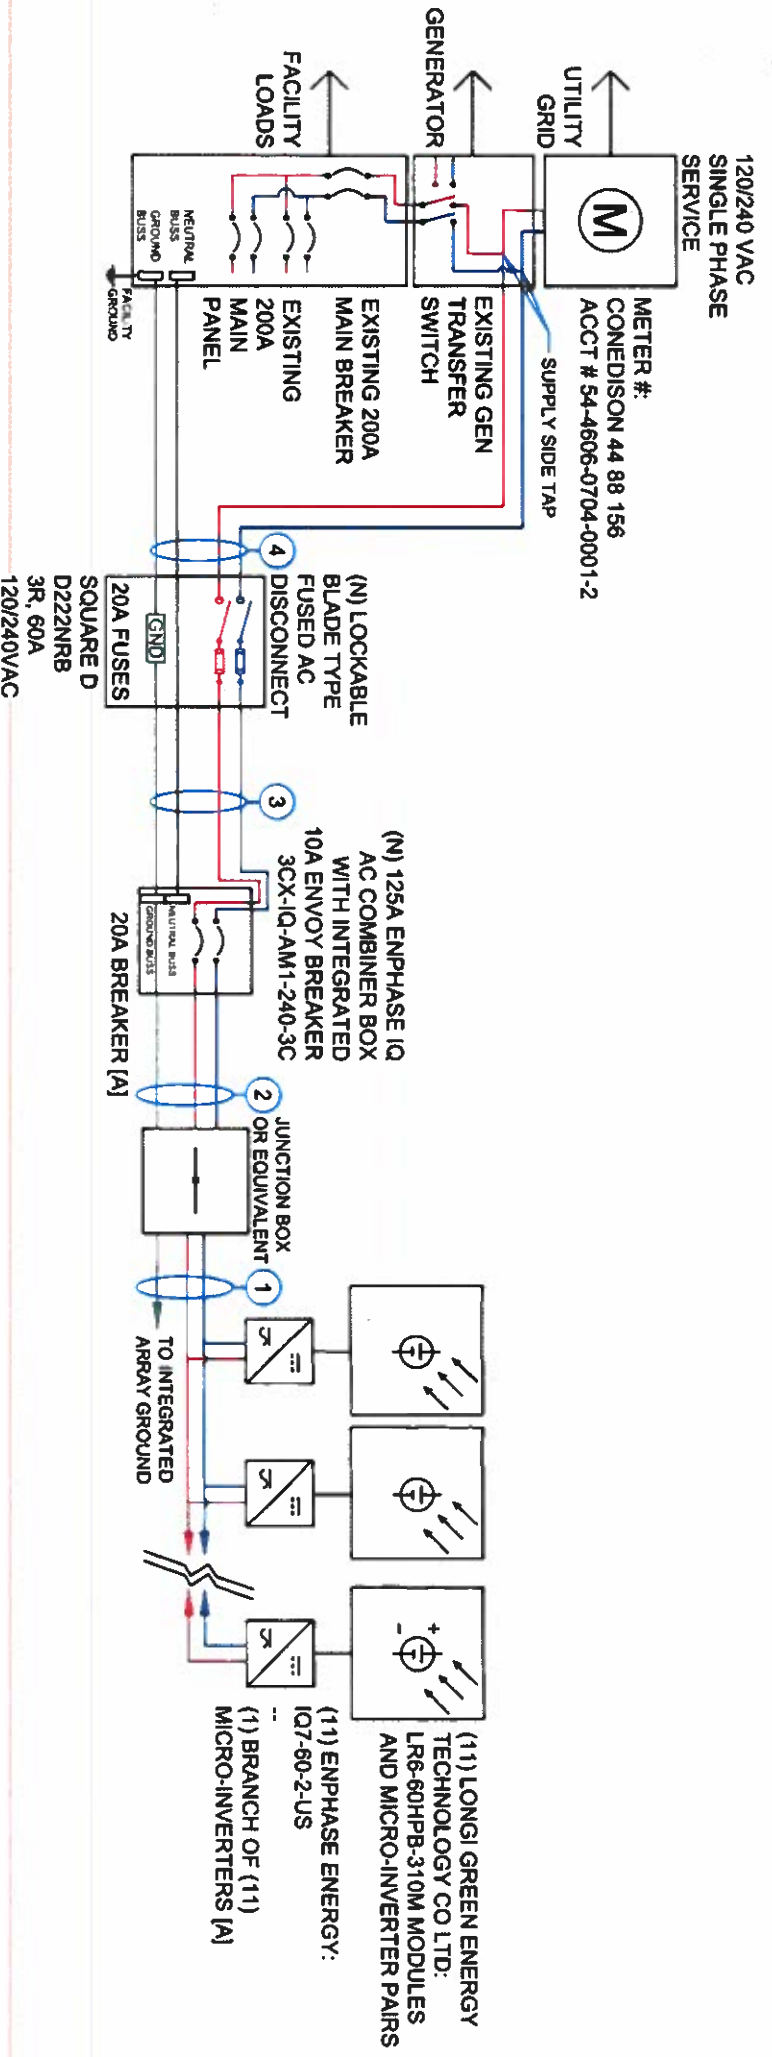 120/240 VAC
SINGLE PHASE
SERVICE
UTILITY
GRID
GENERATOR
FACILITY
LOADS
M
METER #:
CONEDISON 44 88 156
ACCT # 54-4606-0704-0001-2
SUPPLY SIDE TAP
EXISTING GEN
TRANSFER
SWITCH
EXISTING 200A
MAIN BREAKER
EXISTING
200A
MAIN
PANEL
NEUTRAL
BUSS
GROUND
BUSS
FACILITY
GROUND
4
(N) LOCKABLE
BLADE TYPE
FUSED AC
DISCONNECT
GND
20A FUSES
SQUARE D
D222NRB
3R, 60A
120/240VAC
3
(N) 125A ENPHASE IQ
AC COMBINER BOX
WITH INTEGRATED
10A ENVOY BREAKER
3CX-IQ-AM1-240-3C
NEUTRAL BUSS
GROUND BUSS
20A BREAKER [A]
2
JUNCTION BOX
OR EQUIVALENT
1
TO INTEGRATED
ARRAY GROUND
+
-
(11) LONGI GREEN ENERGY
TECHNOLOGY CO LTD:
LR6-60HPB-310M MODULES
AND MICRO-INVERTER PAIRS
(11) ENPHASE ENERGY:
IQ7-60-2-US
--
(1) BRANCH OF (11)
MICRO-INVERTERS [A]